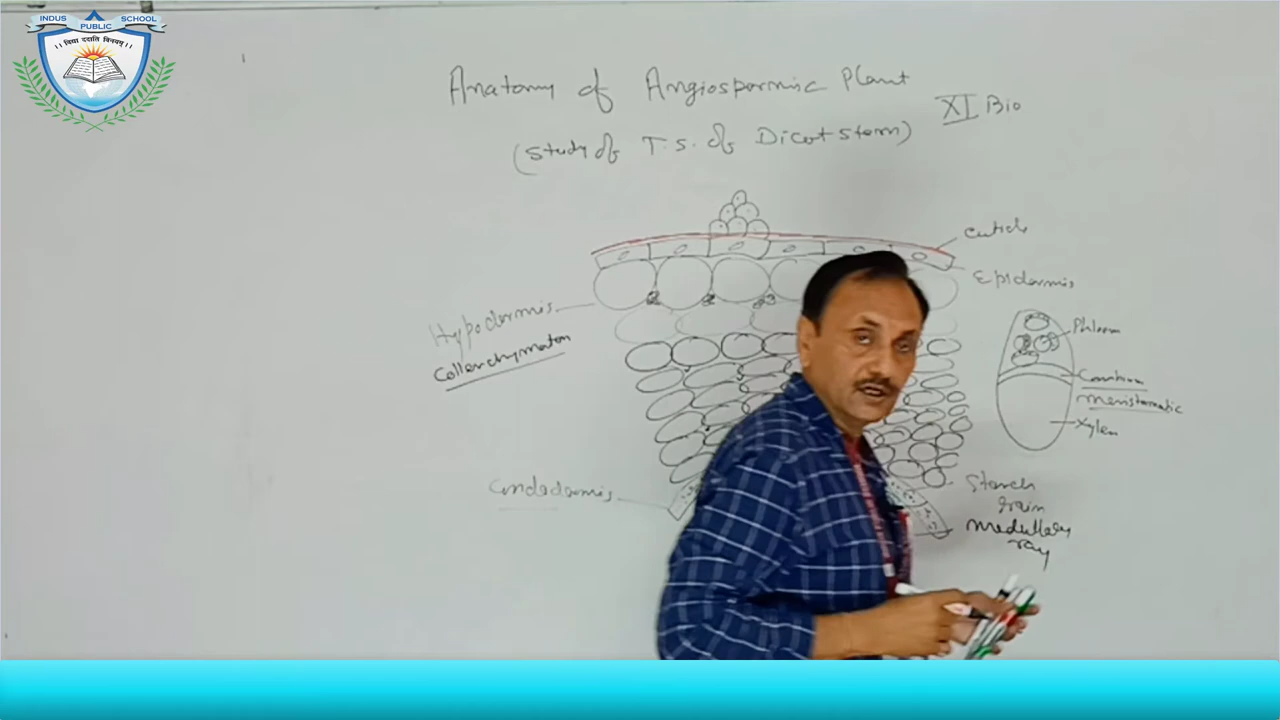 INDUS PUBLIC SCHOOL
।। विद्या ददाति विनयम् ।।
Anatomy of Angiospermic Plant
XI Bio
(Study of T.S. of Dicot stem)
Cuticle
Epidermis
Hypodermis
Collenchymaton
Phloem
Cambium
meristematic
Xylem
Endodermis
Starch
grain
medullary
ray